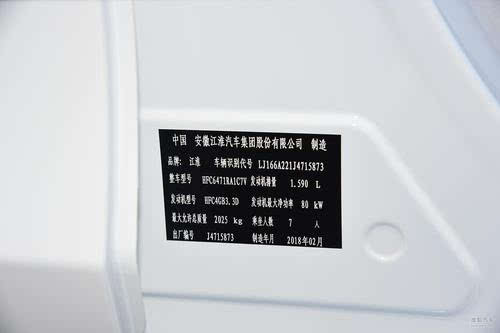 中国 安徽江淮汽车集团股份有限公司 制造
品牌: 江淮 车辆识别代号 LJ166A221J4715873
整车型号 HFC6471RA1C7V 发动机排量 1.590 L
发动机型号 HFC4GB3.3D 发动机最大净功率 80 kW
最大允许总质量 2025 kg 乘座人数 7 人
出厂编号 J4715873 制造年月 2018年02月